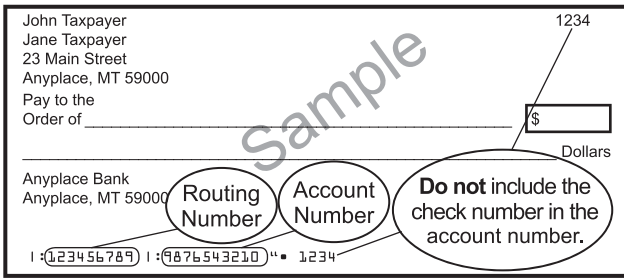 John Taxpayer 1234
Jane Taxpayer
23 Main Street
Anyplace, MT 59000
Pay to the
Order of $
Sample
Dollars
Anyplace Bank
Anyplace, MT 59000
Routing
Number
Account
Number
Do not include the
check number in the
account number.
⑆123456789⑆ ⑆9876543210⑈ 1234